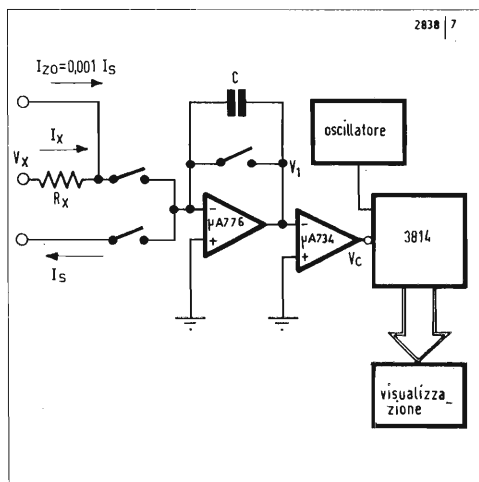 2838 | 7
I_ZO=0,001 I_S
C
oscillatore
I_X
V_X
V_1
R_X
−
µA776
+
−
µA734
+
3814
V_C
I_S
visualizza_
zione